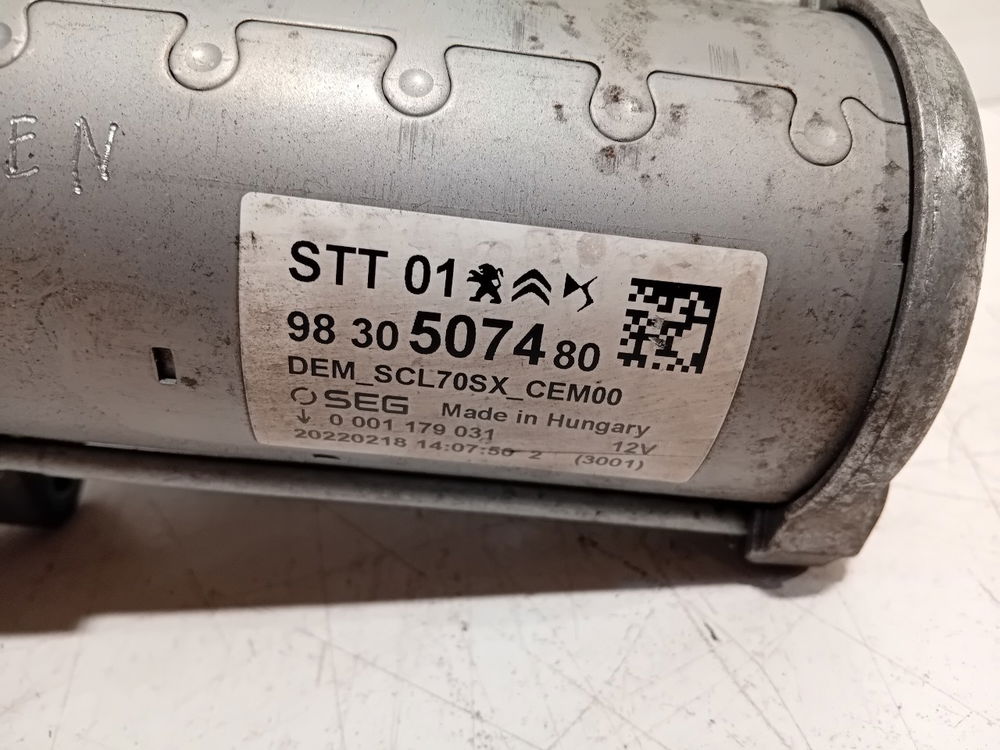 EN
STT 01
98 30 5074 80
DEM_SCL70SX_CEM00
SEG Made in Hungary
0 001 179 031 12V
20220218 14:07:50 2 (3001)